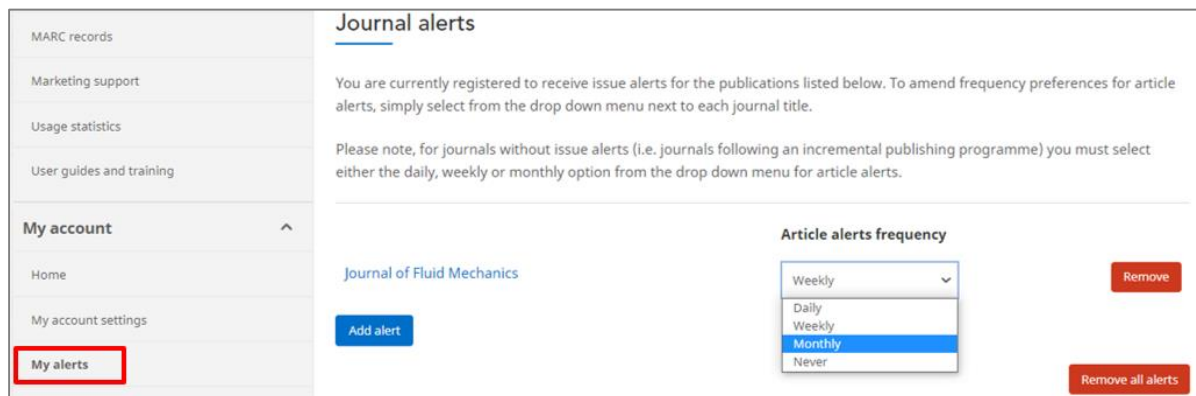 MARC records
Marketing support
Usage statistics
User guides and training
My account
Home
My account settings
My alerts
Journal alerts
You are currently registered to receive issue alerts for the publications listed below. To amend frequency preferences for article
alerts, simply select from the drop down menu next to each journal title.
Please note, for journals without issue alerts (i.e. journals following an incremental publishing programme) you must select
either the daily, weekly or monthly option from the drop down menu for article alerts.
Article alerts frequency
Journal of Fluid Mechanics
Weekly
Remove
Daily
Weekly
Monthly
Never
Add alert
Remove all alerts